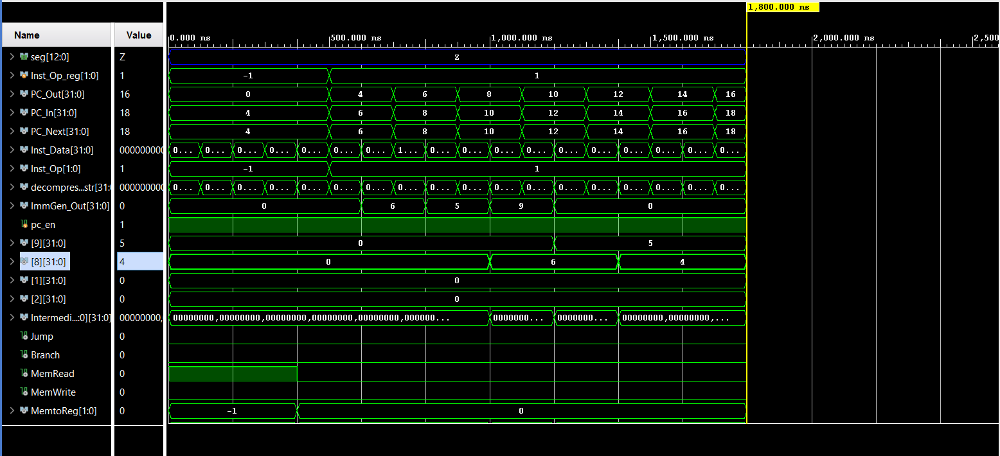 1,800.000 ns
Name Value
0.000 ns 500.000 ns 1,000.000 ns 1,500.000 ns 2,000.000 ns 2,500
seg[12:0] Z Z
Inst_Op_reg[1:0] 1 -1 1
PC_Out[31:0] 16 0 4 6 8 10 12 14 16
PC_In[31:0] 18 4 6 8 10 12 14 16 18
PC_Next[31:0] 18 4 6 8 10 12 14 16 18
Inst_Data[31:0] 000000000 0... 0... 0... 0... 0... 0... 0... 1... 0... 0... 0... 0... 0... 0... 0... 0... 0... 0...
Inst_Op[1:0] 1 -1 1
decompres...str[31:0 000000000 0... 0... 0... 0... 0... 0... 0... 0... 0... 0... 0... 0... 0... 0... 0... 0... 0... 0...
ImmGen_Out[31:0] 0 0 6 5 9 0
pc_en 1
[9][31:0] 5 0 5
[8][31:0] 4 0 6 4
[1][31:0] 0 0
[2][31:0] 0 0
Intermedi...:0][31:0] 00000000, 00000000,00000000,00000000,00000000,00000000,000000... 0000000... 0000000... 00000000,00000000,...
Jump 0
Branch 0
MemRead 0
MemWrite 0
MemtoReg[1:0] 0 -1 0